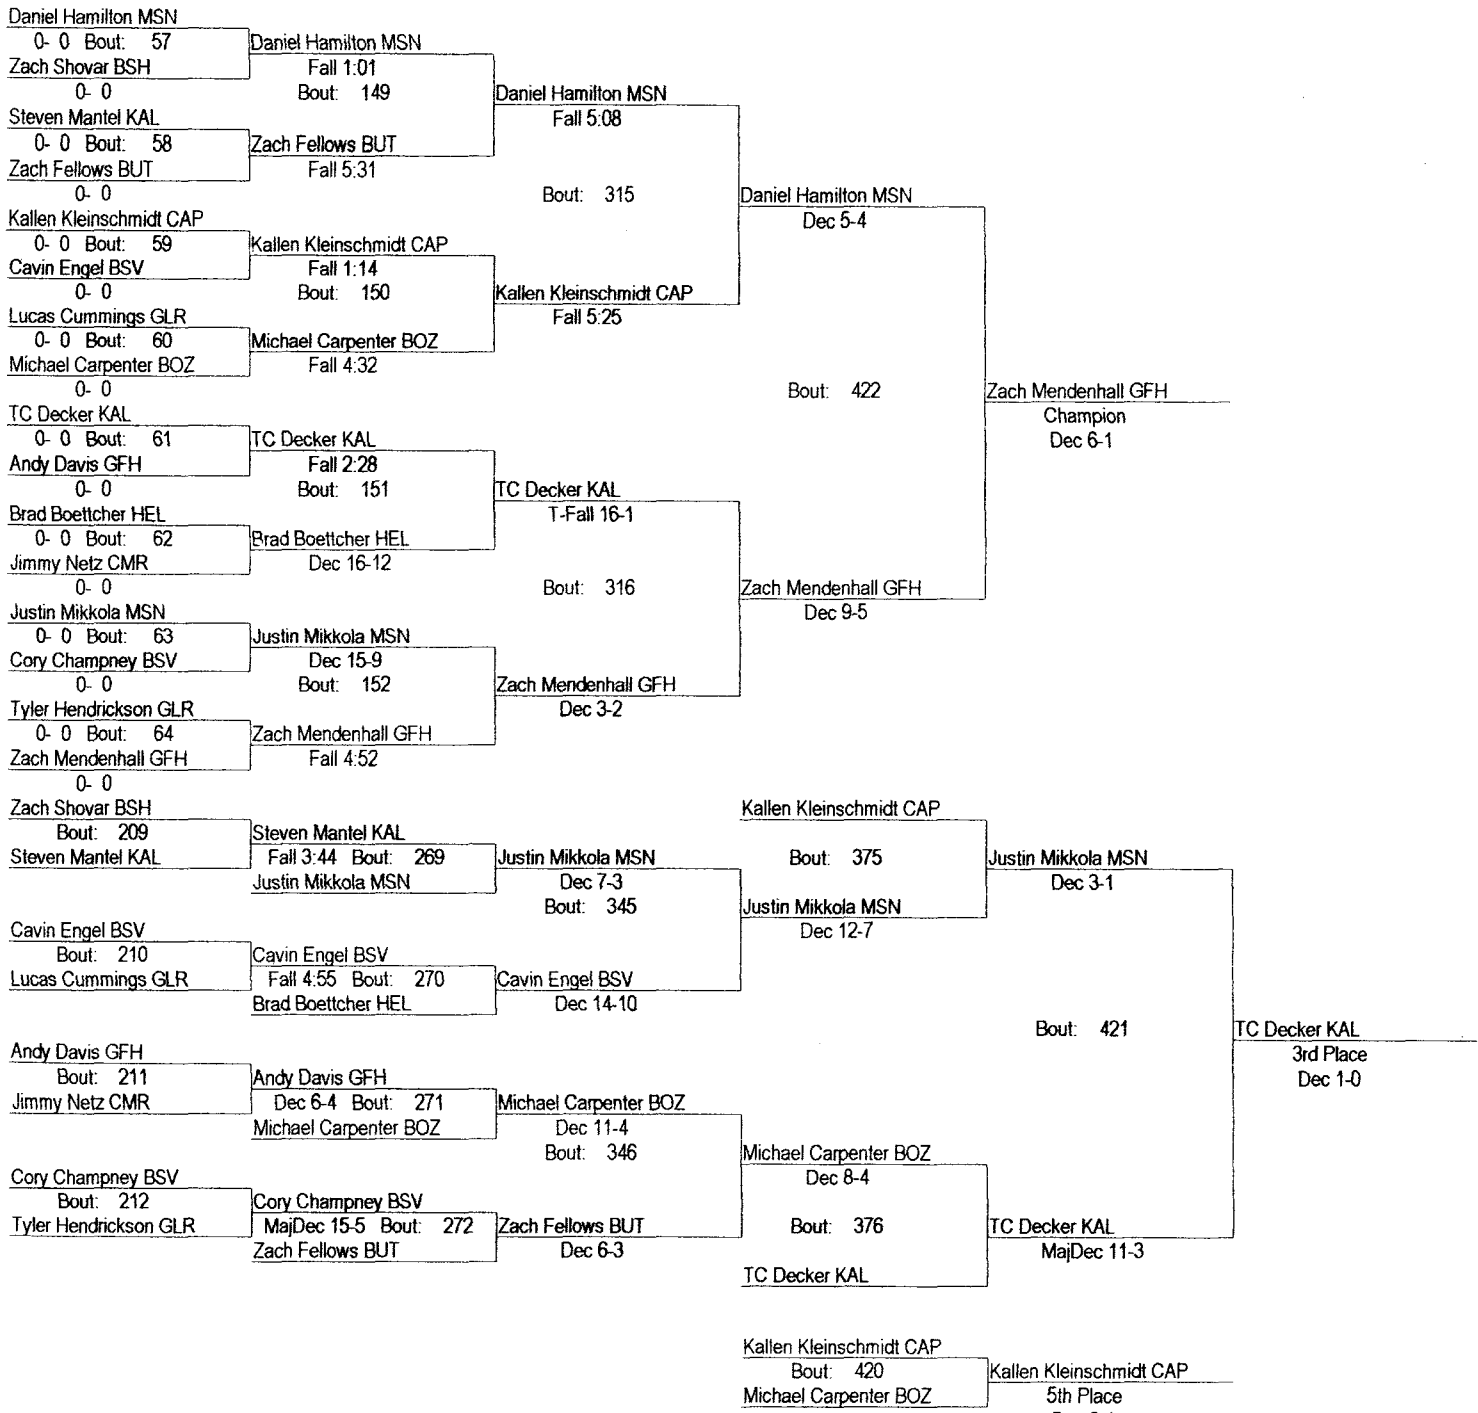 Daniel Hamilton MSN
0- 0 Bout: 57
Daniel Hamilton MSN
Zach Shovar BSH
Fall 1:01
0- 0
Bout: 149
Daniel Hamilton MSN
Steven Mantel KAL
Fall 5:08
0- 0 Bout: 58
Zach Fellows BUT
Zach Fellows BUT
Fall 5:31
0- 0
Bout: 315
Daniel Hamilton MSN
Kallen Kleinschmidt CAP
Dec 5-4
0- 0 Bout: 59
Kallen Kleinschmidt CAP
Cavin Engel BSV
Fall 1:14
0- 0
Bout: 150
Kallen Kleinschmidt CAP
Lucas Cummings GLR
Fall 5:25
0- 0 Bout: 60
Michael Carpenter BOZ
Michael Carpenter BOZ
Fall 4:32
0- 0
Bout: 422
Zach Mendenhall GFH
TC Decker KAL
Champion
0- 0 Bout: 61
TC Decker KAL
Dec 6-1
Andy Davis GFH
Fall 2:28
0- 0
Bout: 151
TC Decker KAL
Brad Boettcher HEL
T-Fall 16-1
0- 0 Bout: 62
Brad Boettcher HEL
Jimmy Netz CMR
Dec 16-12
0- 0
Bout: 316
Zach Mendenhall GFH
Justin Mikkola MSN
Dec 9-5
0- 0 Bout: 63
Justin Mikkola MSN
Cory Champney BSV
Dec 15-9
0- 0
Bout: 152
Zach Mendenhall GFH
Tyler Hendrickson GLR
Dec 3-2
0- 0 Bout: 64
Zach Mendenhall GFH
Zach Mendenhall GFH
Fall 4:52
0- 0
Zach Shovar BSH
Kallen Kleinschmidt CAP
Bout: 209
Steven Mantel KAL
Steven Mantel KAL
Fall 3:44 Bout: 269
Justin Mikkola MSN
Bout: 375
Justin Mikkola MSN
Justin Mikkola MSN
Dec 7-3
Dec 3-1
Bout: 345
Justin Mikkola MSN
Cavin Engel BSV
Dec 12-7
Bout: 210
Cavin Engel BSV
Lucas Cummings GLR
Fall 4:55 Bout: 270
Cavin Engel BSV
Brad Boettcher HEL
Dec 14-10
Bout: 421
TC Decker KAL
Andy Davis GFH
3rd Place
Bout: 211
Andy Davis GFH
Dec 1-0
Jimmy Netz CMR
Dec 6-4 Bout: 271
Michael Carpenter BOZ
Michael Carpenter BOZ
Dec 11-4
Bout: 346
Michael Carpenter BOZ
Cory Champney BSV
Dec 8-4
Bout: 212
Cory Champney BSV
Tyler Hendrickson GLR
MajDec 15-5 Bout: 272
Zach Fellows BUT
Bout: 376
TC Decker KAL
Zach Fellows BUT
Dec 6-3
MajDec 11-3
TC Decker KAL
Kallen Kleinschmidt CAP
Bout: 420
Kallen Kleinschmidt CAP
Michael Carpenter BOZ
5th Place